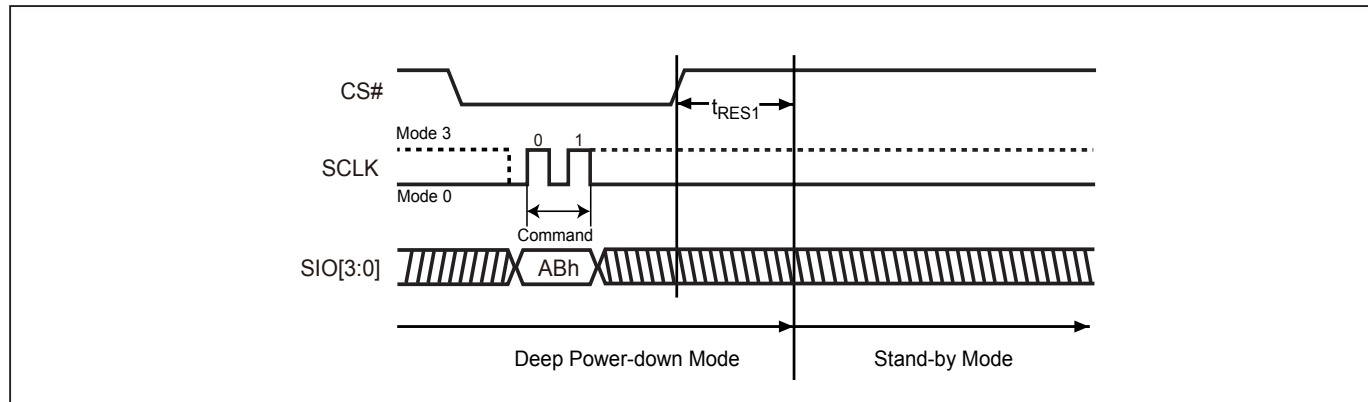 CS#
tRES1
Mode 3
0 1
SCLK
Mode 0
Command
SIO[3:0]
ABh
Deep Power-down Mode
Stand-by Mode